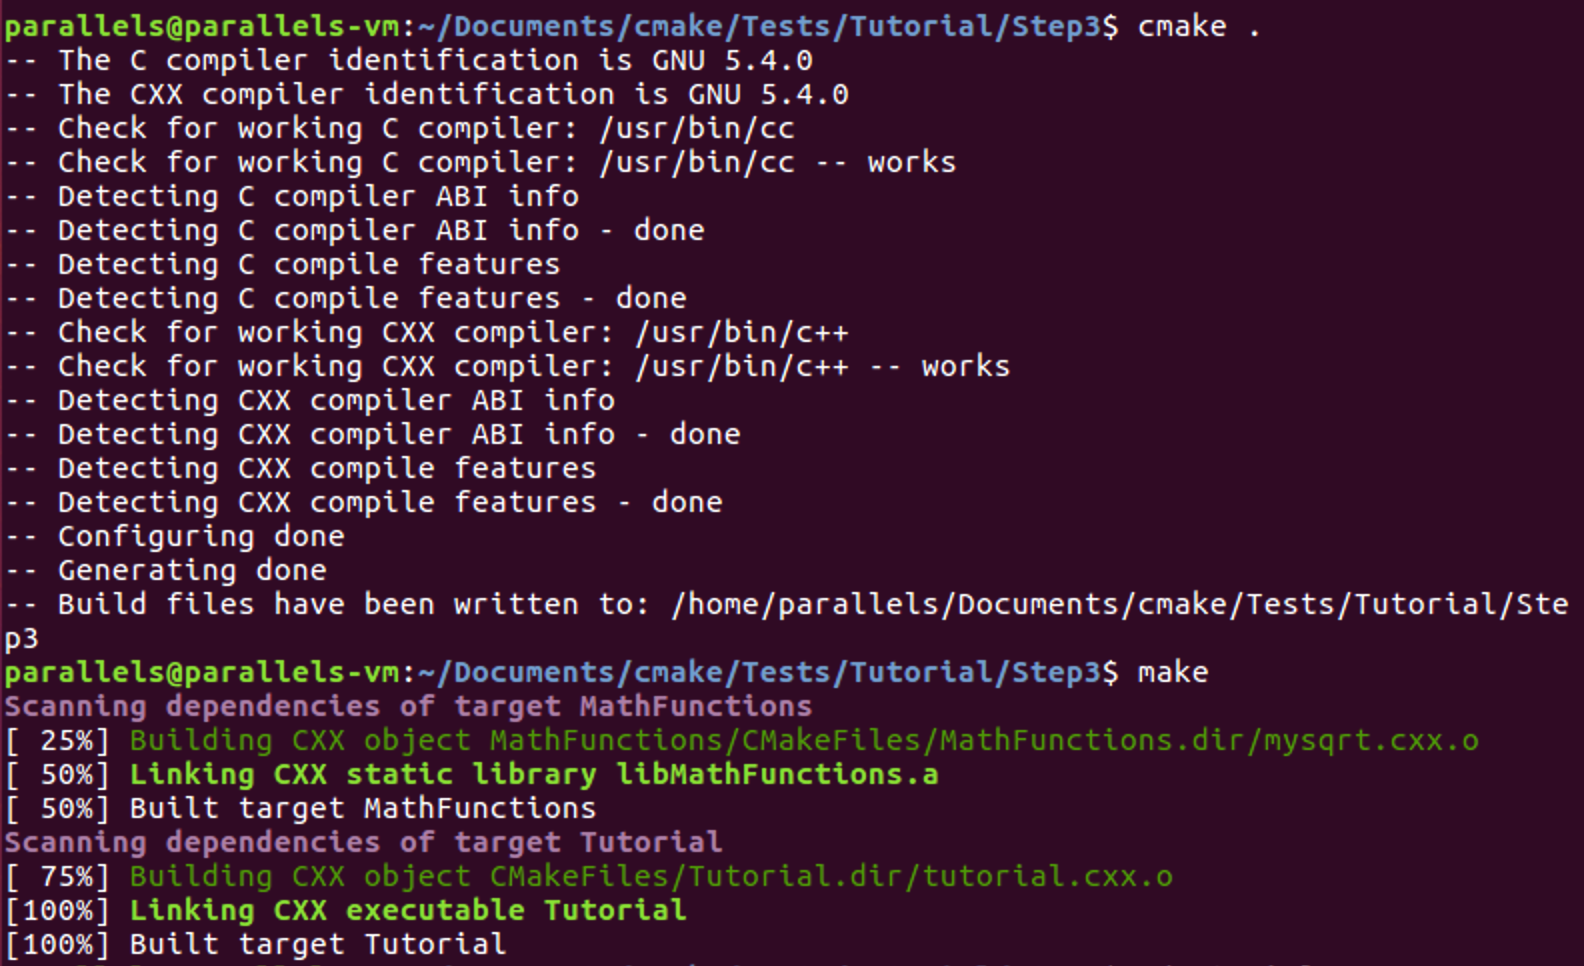 parallels@parallels-vm:~/Documents/cmake/Tests/Tutorial/Step3$ cmake .
-- The C compiler identification is GNU 5.4.0
-- The CXX compiler identification is GNU 5.4.0
-- Check for working C compiler: /usr/bin/cc
-- Check for working C compiler: /usr/bin/cc -- works
-- Detecting C compiler ABI info
-- Detecting C compiler ABI info - done
-- Detecting C compile features
-- Detecting C compile features - done
-- Check for working CXX compiler: /usr/bin/c++
-- Check for working CXX compiler: /usr/bin/c++ -- works
-- Detecting CXX compiler ABI info
-- Detecting CXX compiler ABI info - done
-- Detecting CXX compile features
-- Detecting CXX compile features - done
-- Configuring done
-- Generating done
-- Build files have been written to: /home/parallels/Documents/cmake/Tests/Tutorial/Ste
p3
parallels@parallels-vm:~/Documents/cmake/Tests/Tutorial/Step3$ make
Scanning dependencies of target MathFunctions
[ 25%] Building CXX object MathFunctions/CMakeFiles/MathFunctions.dir/mysqrt.cxx.o
[ 50%] Linking CXX static library libMathFunctions.a
[ 50%] Built target MathFunctions
Scanning dependencies of target Tutorial
[ 75%] Building CXX object CMakeFiles/Tutorial.dir/tutorial.cxx.o
[100%] Linking CXX executable Tutorial
[100%] Built target Tutorial